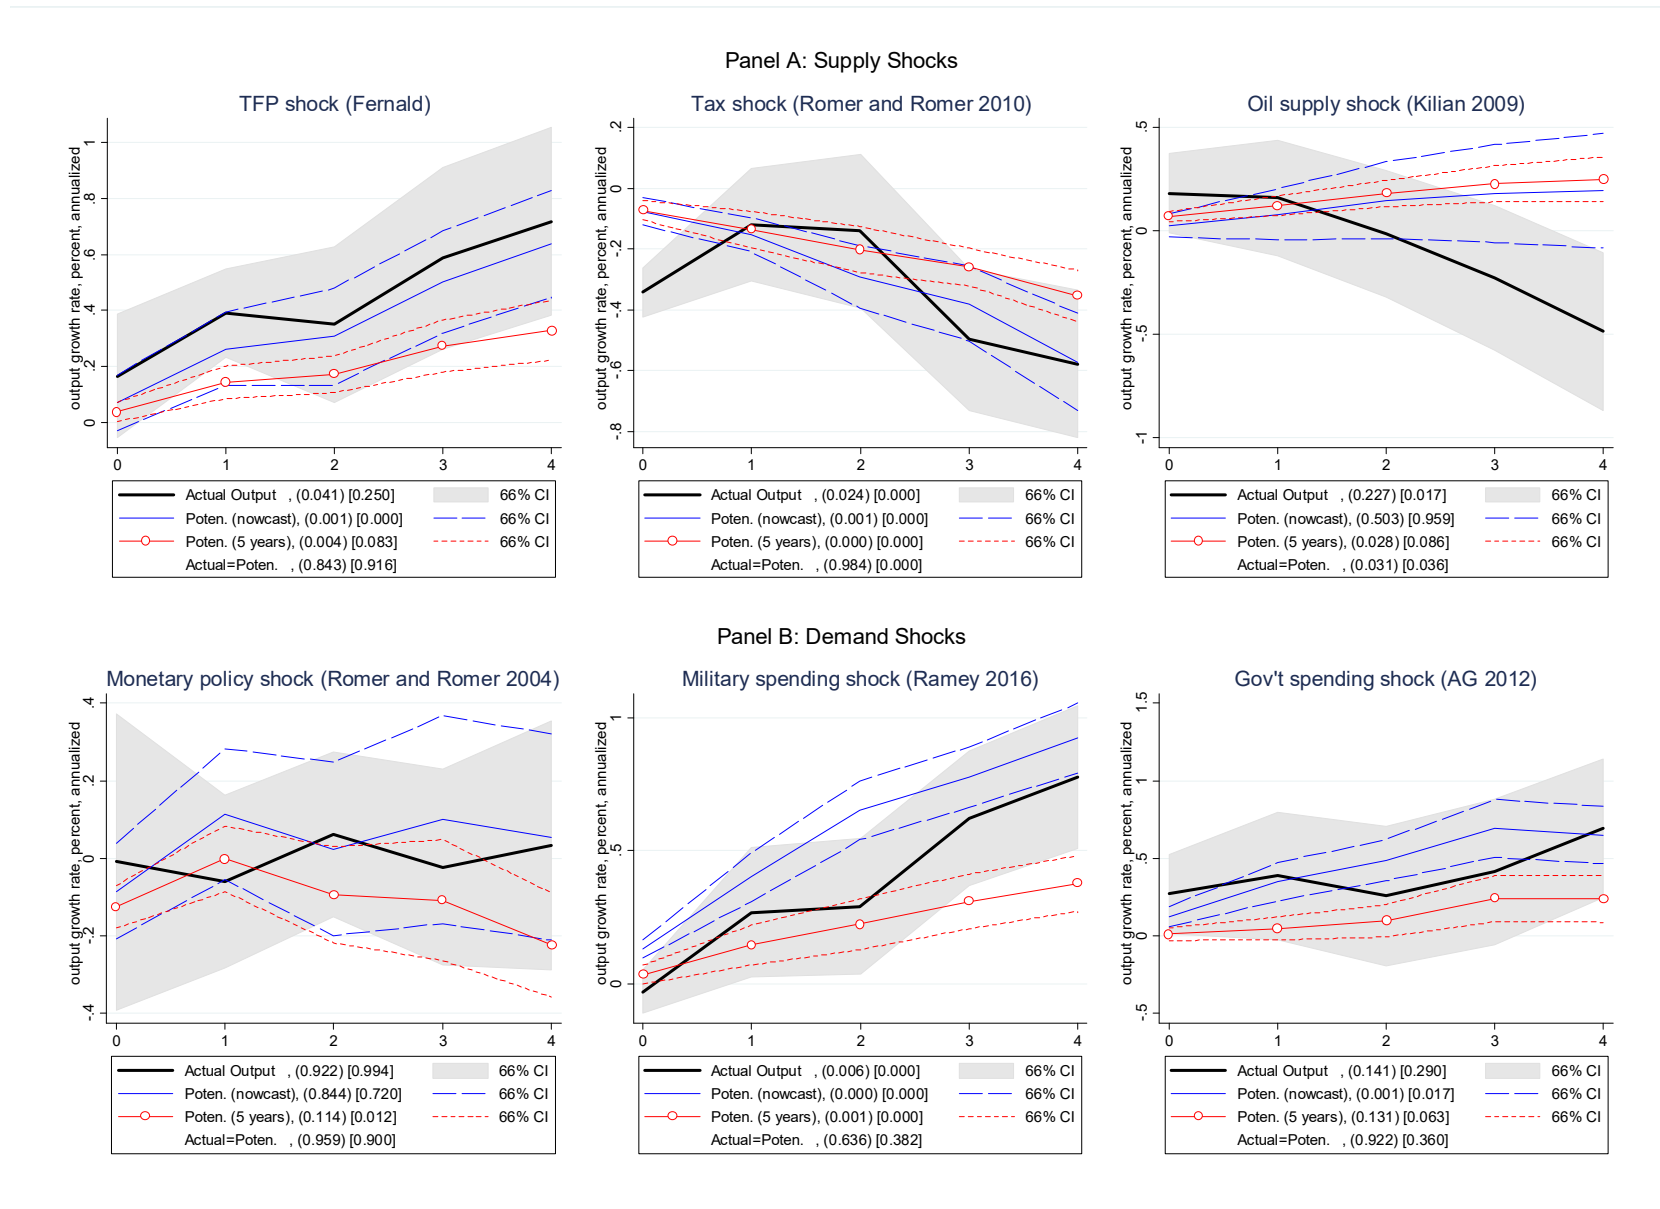 Panel A: Supply Shocks
TFP shock (Fernald)
output growth rate, percent, annualized
1
.8
.6
.4
.2
0
0 1 2 3 4
Actual Output , (0.041) [0.250] 66% CI
Poten. (nowcast), (0.001) [0.000] 66% CI
Poten. (5 years), (0.004) [0.083] 66% CI
Actual=Poten. , (0.843) [0.916]
Tax shock (Romer and Romer 2010)
output growth rate, percent, annualized
.2
0
-.2
-.4
-.6
-.8
0 1 2 3 4
Actual Output , (0.024) [0.000] 66% CI
Poten. (nowcast), (0.001) [0.000] 66% CI
Poten. (5 years), (0.000) [0.000] 66% CI
Actual=Poten. , (0.984) [0.000]
Oil supply shock (Kilian 2009)
output growth rate, percent, annualized
.5
0
-.5
-1
0 1 2 3 4
Actual Output , (0.227) [0.017] 66% CI
Poten. (nowcast), (0.503) [0.959] 66% CI
Poten. (5 years), (0.028) [0.086] 66% CI
Actual=Poten. , (0.031) [0.036]
Panel B: Demand Shocks
Monetary policy shock (Romer and Romer 2004)
output growth rate, percent, annualized
.4
.2
0
-.2
-.4
0 1 2 3 4
Actual Output , (0.922) [0.994] 66% CI
Poten. (nowcast), (0.844) [0.720] 66% CI
Poten. (5 years), (0.114) [0.012] 66% CI
Actual=Poten. , (0.959) [0.900]
Military spending shock (Ramey 2016)
output growth rate, percent, annualized
1
.5
0
0 1 2 3 4
Actual Output , (0.006) [0.000] 66% CI
Poten. (nowcast), (0.000) [0.000] 66% CI
Poten. (5 years), (0.001) [0.000] 66% CI
Actual=Poten. , (0.636) [0.382]
Gov't spending shock (AG 2012)
output growth rate, percent, annualized
1.5
1
.5
0
-.5
0 1 2 3 4
Actual Output , (0.141) [0.290] 66% CI
Poten. (nowcast), (0.001) [0.017] 66% CI
Poten. (5 years), (0.131) [0.063] 66% CI
Actual=Poten. , (0.922) [0.360]